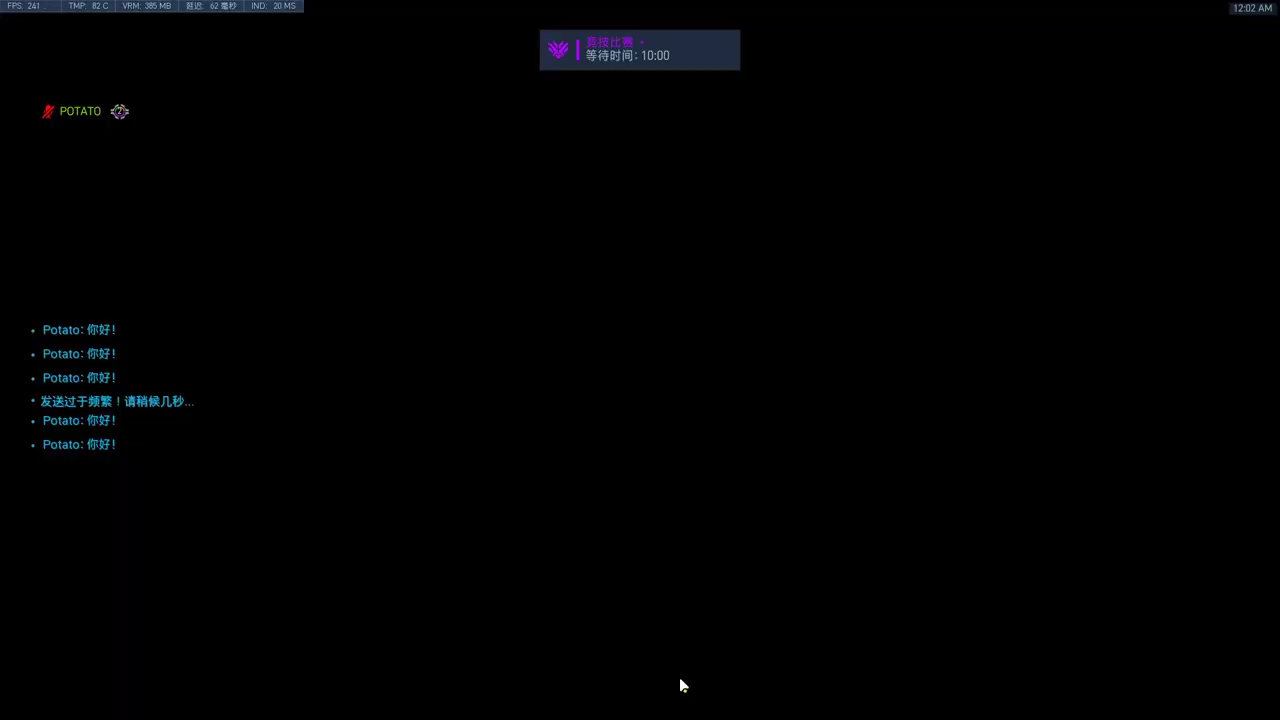 FPS: 241 TMP: 82 C VRM: 385 MB 延迟: 62 毫秒 IND: 20 MS
12:02 AM
竞技比赛
等待时间: 10:00
POTATO
• Potato: 你好!
• Potato: 你好!
• Potato: 你好!
• 发送过于频繁！请稍候几秒...
• Potato: 你好!
• Potato: 你好!